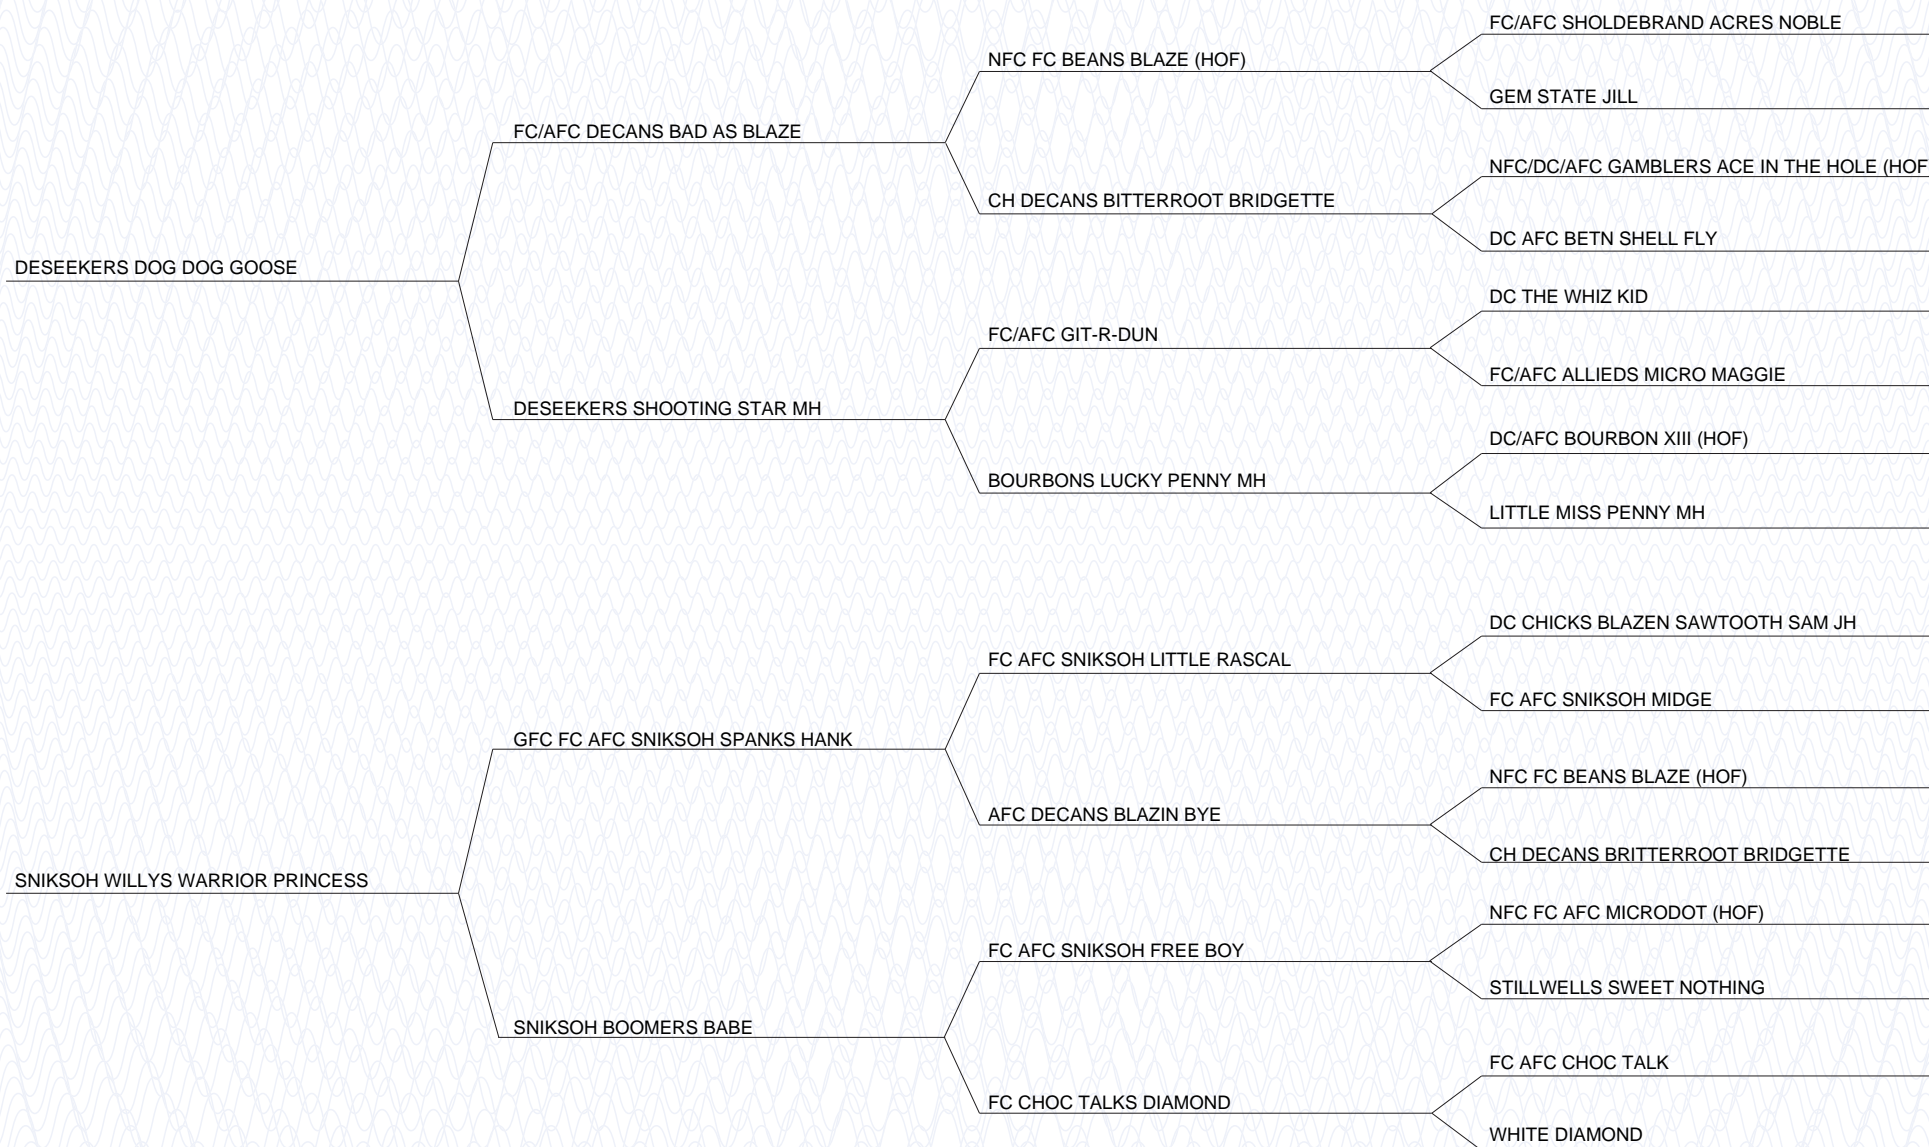 FC/AFC SHOLDEBRAND ACRES NOBLE
NFC FC BEANS BLAZE (HOF)
GEM STATE JILL
FC/AFC DECANS BAD AS BLAZE
NFC/DC/AFC GAMBLERS ACE IN THE HOLE (HOF
CH DECANS BITTERROOT BRIDGETTE
DC AFC BETN SHELL FLY
DESEEKERS DOG DOG GOOSE
DC THE WHIZ KID
FC/AFC GIT-R-DUN
FC/AFC ALLIEDS MICRO MAGGIE
DESEEKERS SHOOTING STAR MH
DC/AFC BOURBON XIII (HOF)
BOURBONS LUCKY PENNY MH
LITTLE MISS PENNY MH
DC CHICKS BLAZEN SAWTOOTH SAM JH
FC AFC SNIKSOH LITTLE RASCAL
FC AFC SNIKSOH MIDGE
GFC FC AFC SNIKSOH SPANKS HANK
NFC FC BEANS BLAZE (HOF)
AFC DECANS BLAZIN BYE
CH DECANS BRITTERROOT BRIDGETTE
SNIKSOH WILLYS WARRIOR PRINCESS
NFC FC AFC MICRODOT (HOF)
FC AFC SNIKSOH FREE BOY
STILLWELLS SWEET NOTHING
SNIKSOH BOOMERS BABE
FC AFC CHOC TALK
FC CHOC TALKS DIAMOND
WHITE DIAMOND